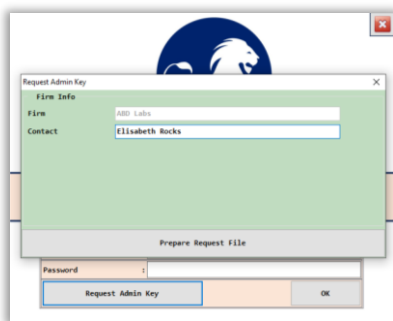 Request Admin Key
Firm Info
Firm ABD Labs
Contact Elisabeth Rocks
Prepare Request File
Password :
Request Admin Key OK